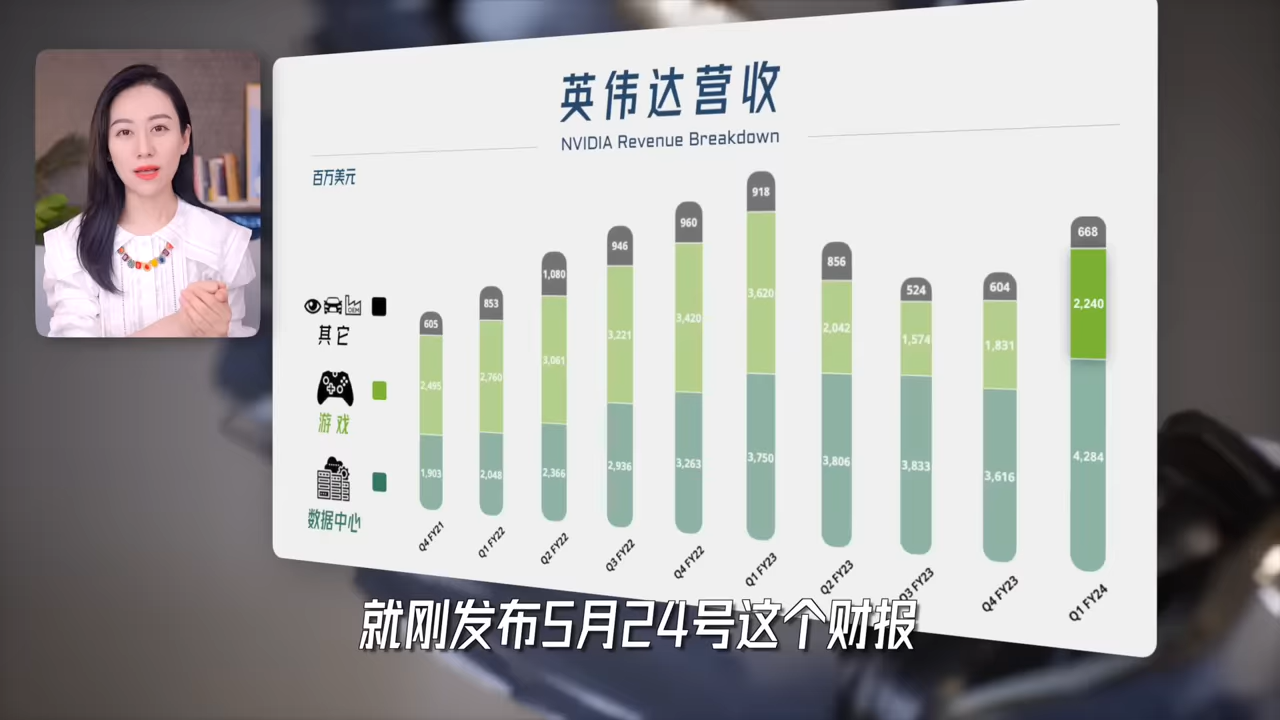 英伟达营收
NVIDIA Revenue Breakdown
百万美元
其它
OEM
游戏
数据中心
605
2,495
1,903
Q4 FY21
853
2,760
2,048
Q1 FY22
1,080
3,061
2,366
Q2 FY22
946
3,221
2,936
Q3 FY22
960
3,420
3,263
Q4 FY22
918
3,620
3,750
Q1 FY23
856
2,042
3,806
Q2 FY23
524
1,574
3,833
Q3 FY23
604
1,831
3,616
Q4 FY23
668
2,240
4,284
Q1 FY24
就刚发布5月24号这个财报